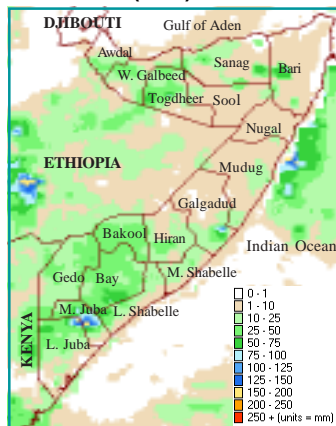 DJIBOUTI
Gulf of Aden
Awdal
Sanag
Bari
W. Galbeed
Togdheer
Sool
Nugal
ETHIOPIA
Mudug
Galgadud
Bakool
Hiran
Indian Ocean
Gedo
Bay
M. Shabelle
M. Juba
L. Shabelle
KENYA
L. Juba
0 - 1
1 - 10
10 - 25
25 - 50
50 - 75
75 - 100
100 - 125
125 - 150
150 - 200
200 - 250
250 + (units = mm)